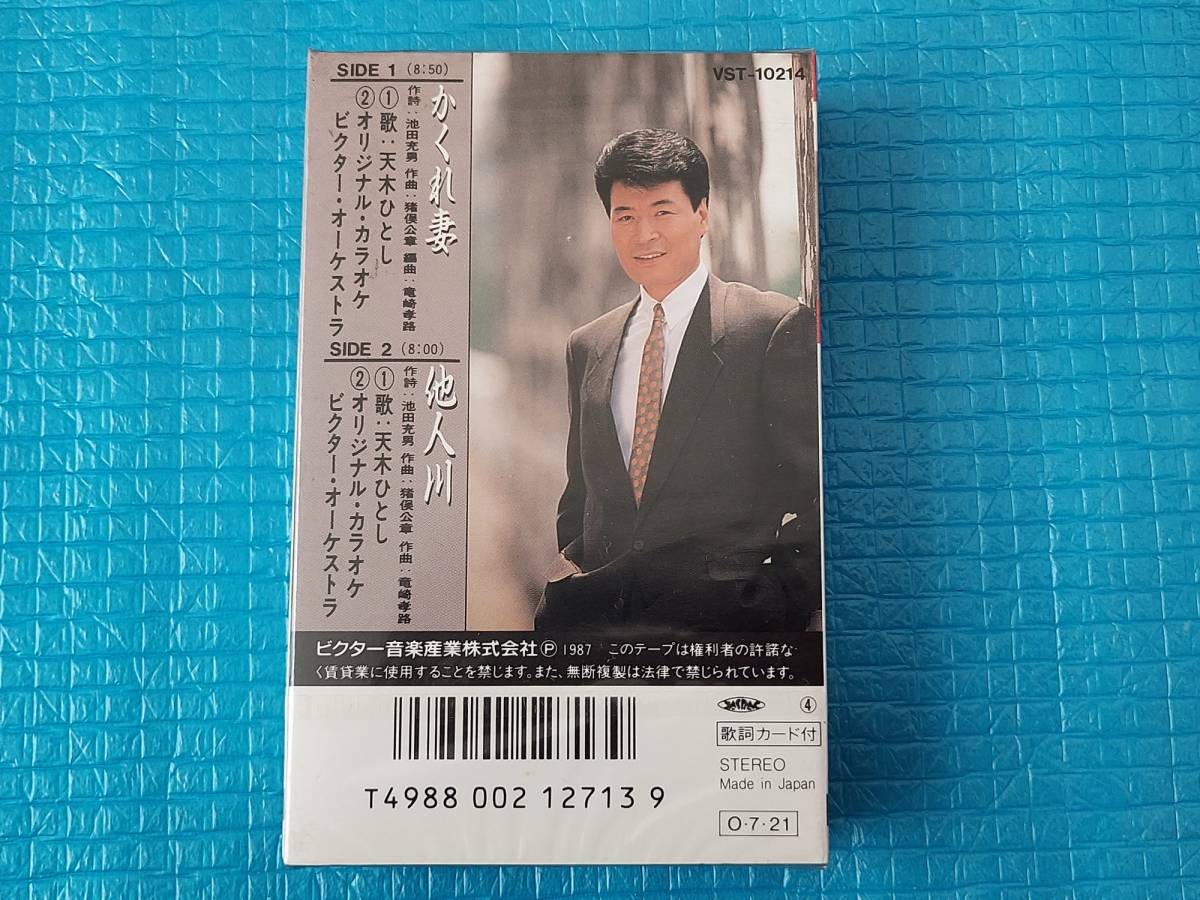 VST-10214
SIDE 1 (8:50)
かくれ妻
作詩:池田充男 作曲:猪俣公章 編曲:竜崎孝路
①歌:天木ひとし
②オリジナル・カラオケ
ビクター・オーケストラ
SIDE 2 (8:00)
他人川
作詩:池田充男 作曲:猪俣公章 作曲:竜崎孝路
①歌:天木ひとし
②オリジナル・カラオケ
ビクター・オーケストラ
ビクター音楽産業株式会社Ⓟ1987 このテープは権利者の許諾な
く賃貸業に使用することを禁じます。また、無断複製は法律で禁じられています。
JASRAC ④
歌詞カード付
STEREO
Made in Japan
T4988 002 12713 9
O・7・21